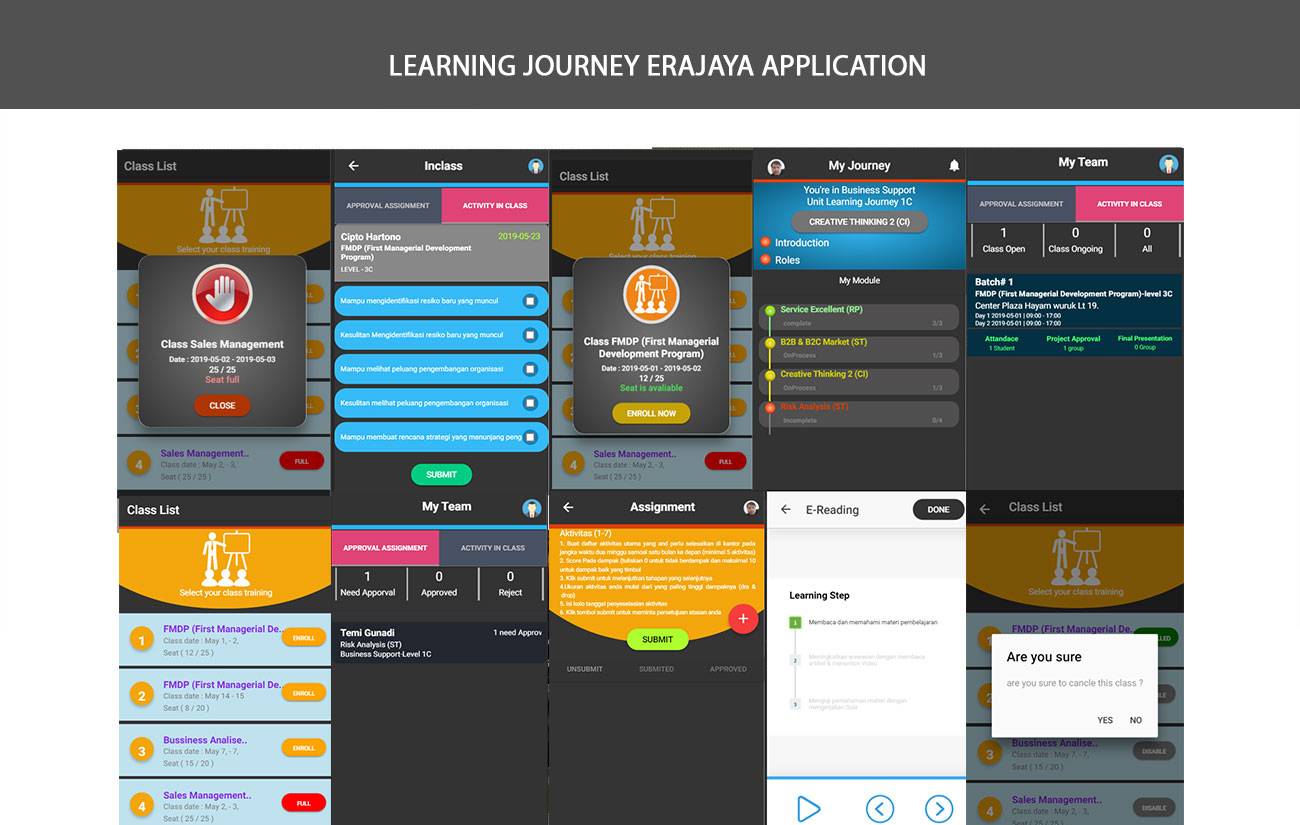 LEARNING JOURNEY ERAJAYA APPLICATION
Class List
Select your class training
Class Sales Management
Date : 2019-05-02 - 2019-05-03
25 / 25
Seat full
CLOSE
4
Sales Management..
Class date : May 2, - 3,
Seat ( 25 / 25 )
FULL
Inclass
APPROVAL ASSIGNMENT
ACTIVITY IN CLASS
Cipto Hartono
2019-05-23
FMDP (First Managerial Development
Program)
LEVEL - 3C
Mampu mengidentifikasi resiko baru yang muncul
Kesulitan Mengidentifikasi resiko baru yang muncul
Mampu melihat peluang pengembangan organisasi
Kesulitan melihat peluang pengembangan organisasi
Mampu membuat rencana strategi yang menunjang peng
SUBMIT
Class List
Select your class training
Class FMDP (First Managerial
Development Program)
Date : 2019-05-01 - 2019-05-02
12 / 25
Seat is avaliable
ENROLL NOW
4
Sales Management..
Class date : May 2, - 3,
Seat ( 25 / 25 )
FULL
My Journey
You're in Business Support
Unit Learning Journey 1C
CREATIVE THINKING 2 (CI)
Introduction
Roles
My Module
Service Excellent (RP)
complete 3/3
B2B & B2C Market (ST)
OnProcess 1/3
Creative Thinking 2 (CI)
OnProcess 1/3
Risk Analysis (ST)
Incomplete 0/4
My Team
APPROVAL ASSIGNMENT
ACTIVITY IN CLASS
1 0 0
Class Open Class Ongoing All
Batch# 1
FMDP (First Managerial Development Program)-level 3C
Center Plaza Hayam wuruk Lt 19.
Day 1 2019-05-01 | 09:00 - 17:00
Day 2 2019-05-01 | 09:00 - 17:00
Attandace Project Approval Final Presentation
1 Student 1 group 0 Group
Class List
Select your class training
1
FMDP (First Managerial De..
Class date : May 1, - 2,
Seat ( 12 / 25 )
ENROLL
2
FMDP (First Managerial De..
Class date : May 14 - 15
Seat ( 8 / 20 )
ENROLL
3
Bussiness Analise..
Class date : May 7, - 7,
Seat ( 15 / 20 )
ENROLL
4
Sales Management..
Class date : May 2, - 3,
Seat ( 25 / 25 )
FULL
My Team
APPROVAL ASSIGNMENT
ACTIVITY IN CLASS
1 0 0
Need Apporval Approved Reject
Temi Gunadi 1 need Approv
Risk Analysis (ST)
Business Support-Level 1C
Assignment
Aktivitas (1-7)
1. Buat daftar aktivitas utama yang and perlu selesaikan di kantor pada
jangka waktu dua minggu samoai satu bulan ke depan (minimal 5 aktivitas)
2. Score Pada dampak (tuliskan 0 untuk tidak berdampak dan maksimal 10
untuk dampak baik yang timbul
3. Klik submit untuk melanjutkan tahapan yang selanjutnya
4.Ukuran aktivitas anda mulai dari yang paling tinggi dampaknya (dra &
drop)
5. Isi kolo tanggal penyeselsaian aktivitas
6. Klik tombol submit untuk meminta persetujuan atasan anda
SUBMIT
UNSUBMIT SUBMITED APPROVED
E-Reading
DONE
Learning Step
1
Membaca dan memahami materi pembelajaran
2
Meningkatkan wawasan dengan membaca
artikel & menonton Video
3
Menguji pemahaman materi dengan
mengerjakan Quiz
Class List
Select your class training
FMDP (First Managerial De..
Are you sure
are you sure to cancle this class ?
YES NO
3
Bussiness Analise..
Class date : May 7, - 7,
Seat ( 15 / 20 )
DISABLE
4
Sales Management..
Class date : May 2, - 3,
Seat ( 25 / 25 )
DISABLE